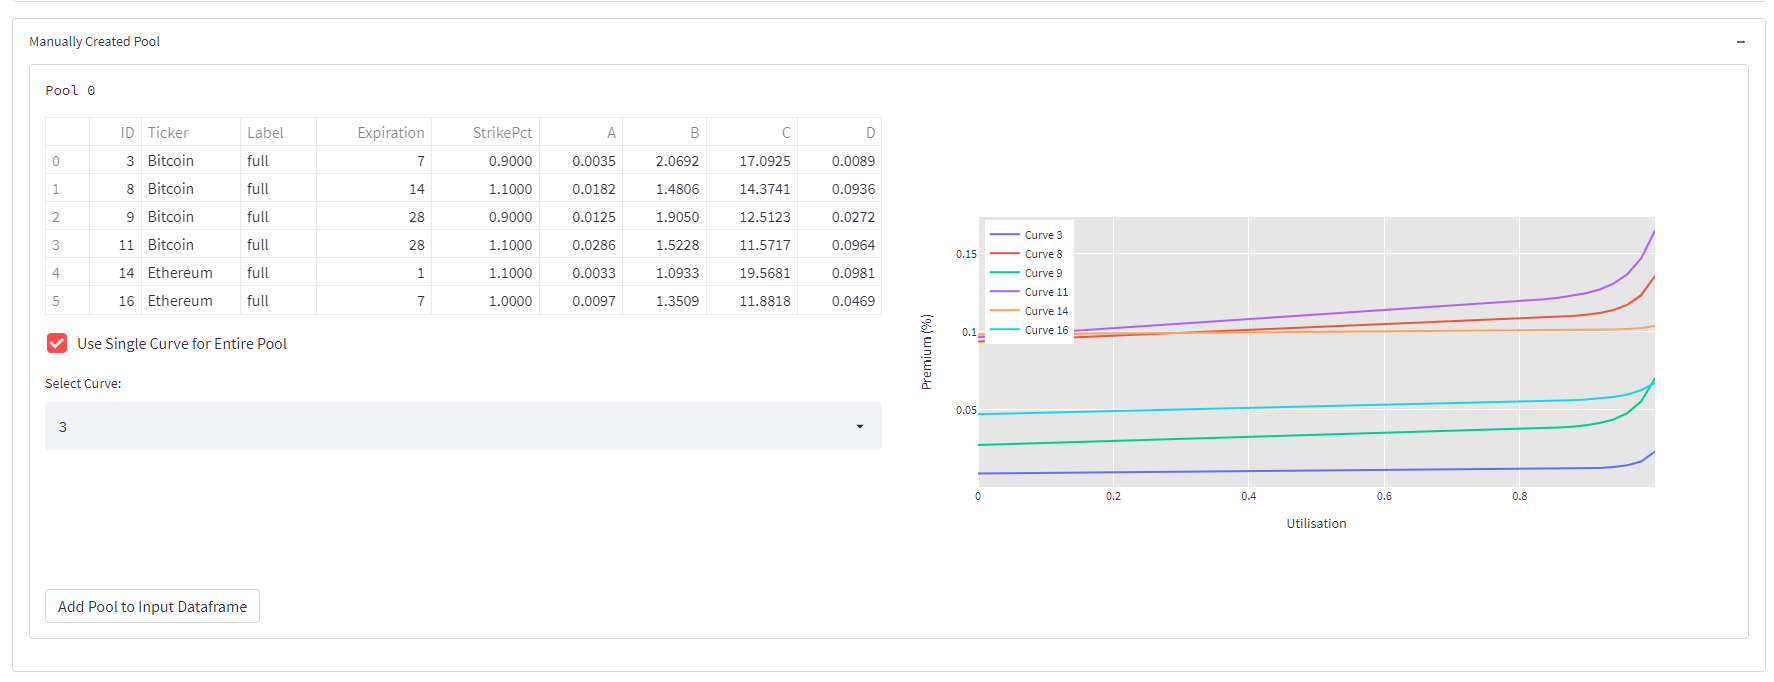 Manually Created Pool
Pool 0
ID Ticker Label Expiration StrikePct A B C D
0 3 Bitcoin full 7 0.9000 0.0035 2.0692 17.0925 0.0089
1 8 Bitcoin full 14 1.1000 0.0182 1.4806 14.3741 0.0936
2 9 Bitcoin full 28 0.9000 0.0125 1.9050 12.5123 0.0272
3 11 Bitcoin full 28 1.1000 0.0286 1.5228 11.5717 0.0964
4 14 Ethereum full 1 1.1000 0.0033 1.0933 19.5681 0.0981
5 16 Ethereum full 7 1.0000 0.0097 1.3509 11.8818 0.0469
Use Single Curve for Entire Pool
Select Curve:
3
Add Pool to Input Dataframe
Curve 3
Curve 8
Curve 9
Curve 11
Curve 14
Curve 16
0.15
0.1
0.05
Premium (%)
0 0.2 0.4 0.6 0.8
Utilisation